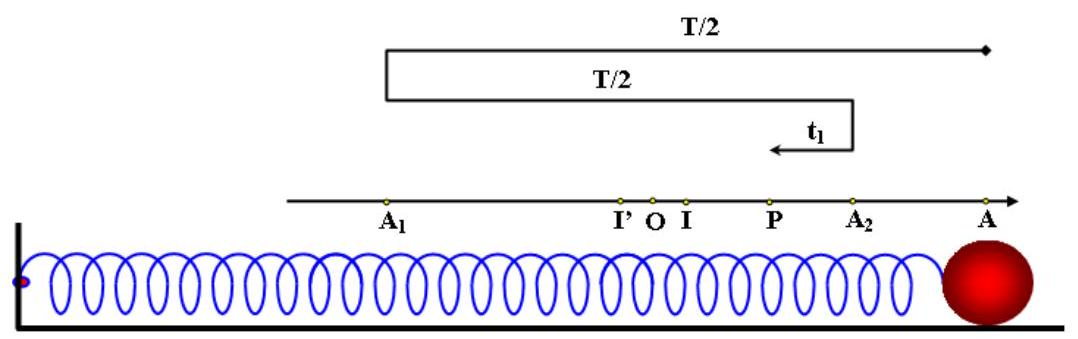 T/2
T/2
t₁
A₁ I' O I P A₂ A